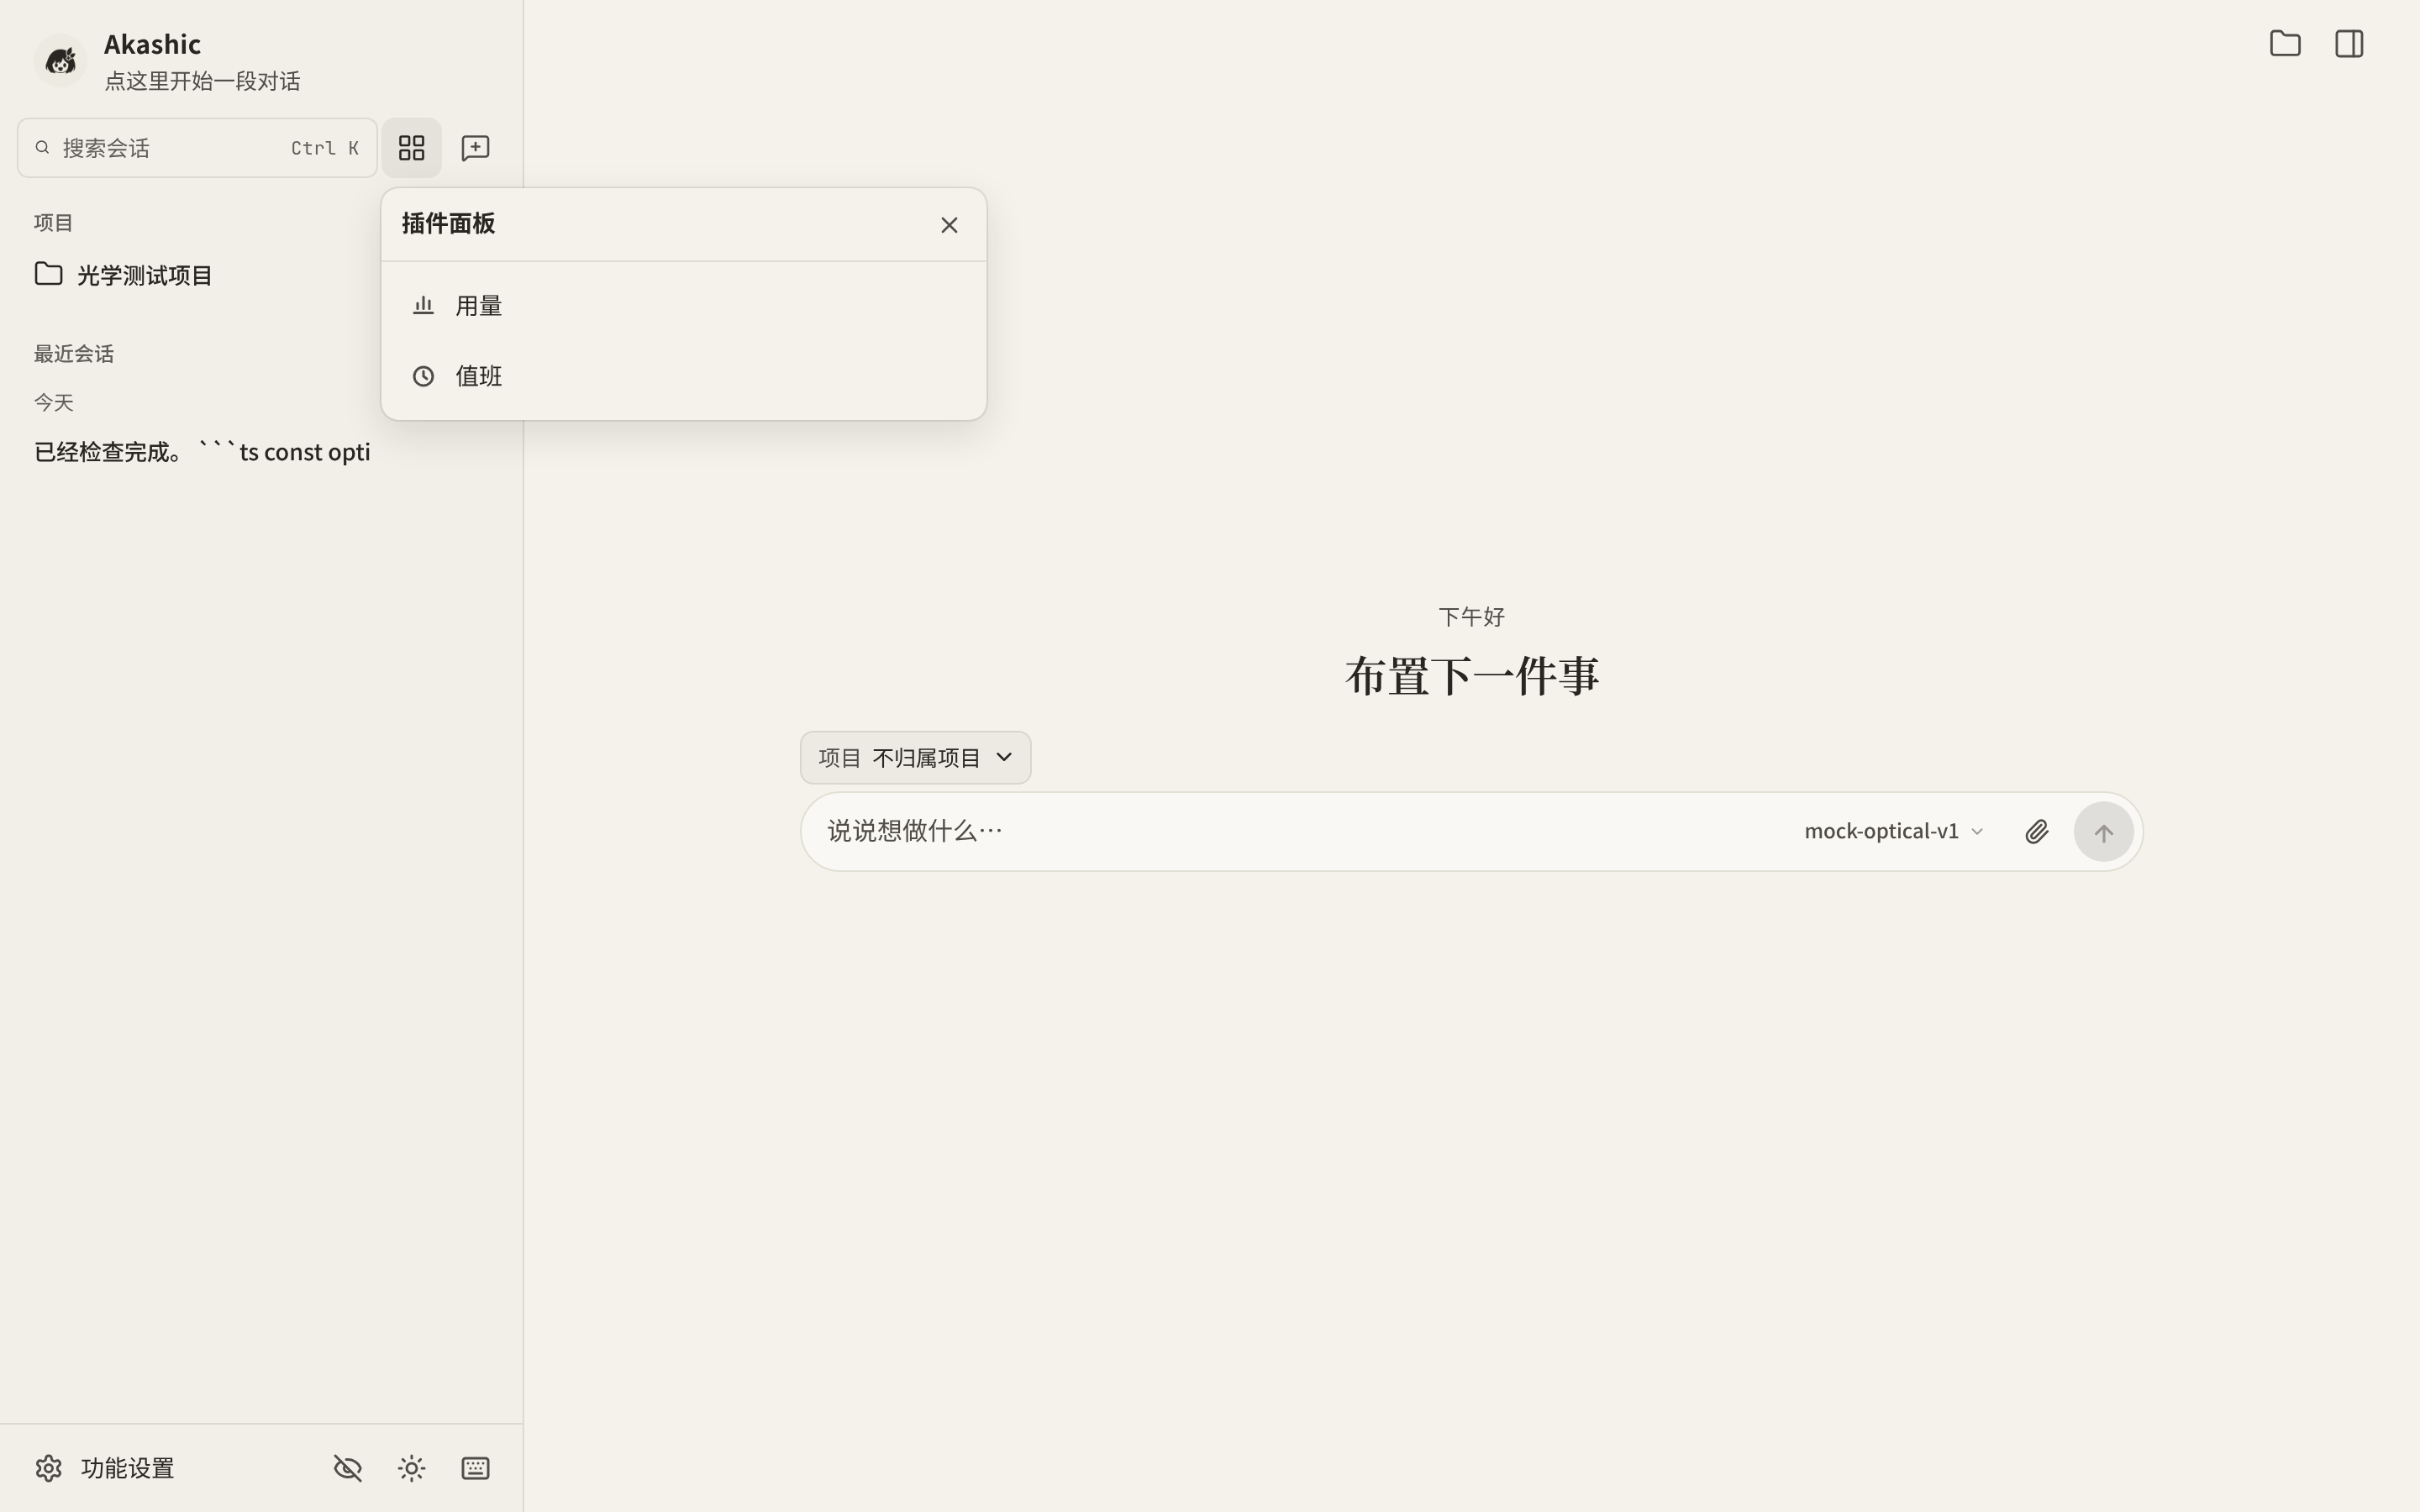 Akashic
点这里开始一段对话
搜索会话 Ctrl K
插件面板
用量
值班
项目
光学测试项目
最近会话
今天
已经检查完成。 ```ts const opti
下午好
布置下一件事
项目 不归属项目
说说想做什么… mock-optical-v1
功能设置